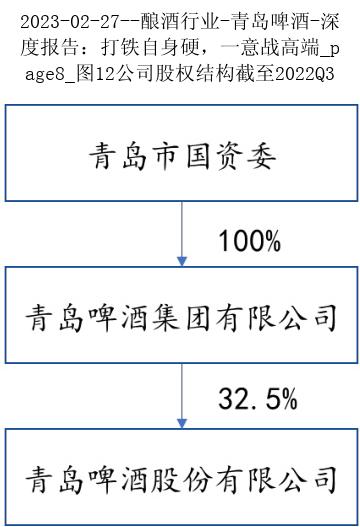 2023-02-27--酿酒行业-青岛啤酒-深
度报告：打铁自身硬，一意战高端_p
age8_图12公司股权结构截至2022Q3
青岛市国资委
100%
青岛啤酒集团有限公司
32.5%
青岛啤酒股份有限公司